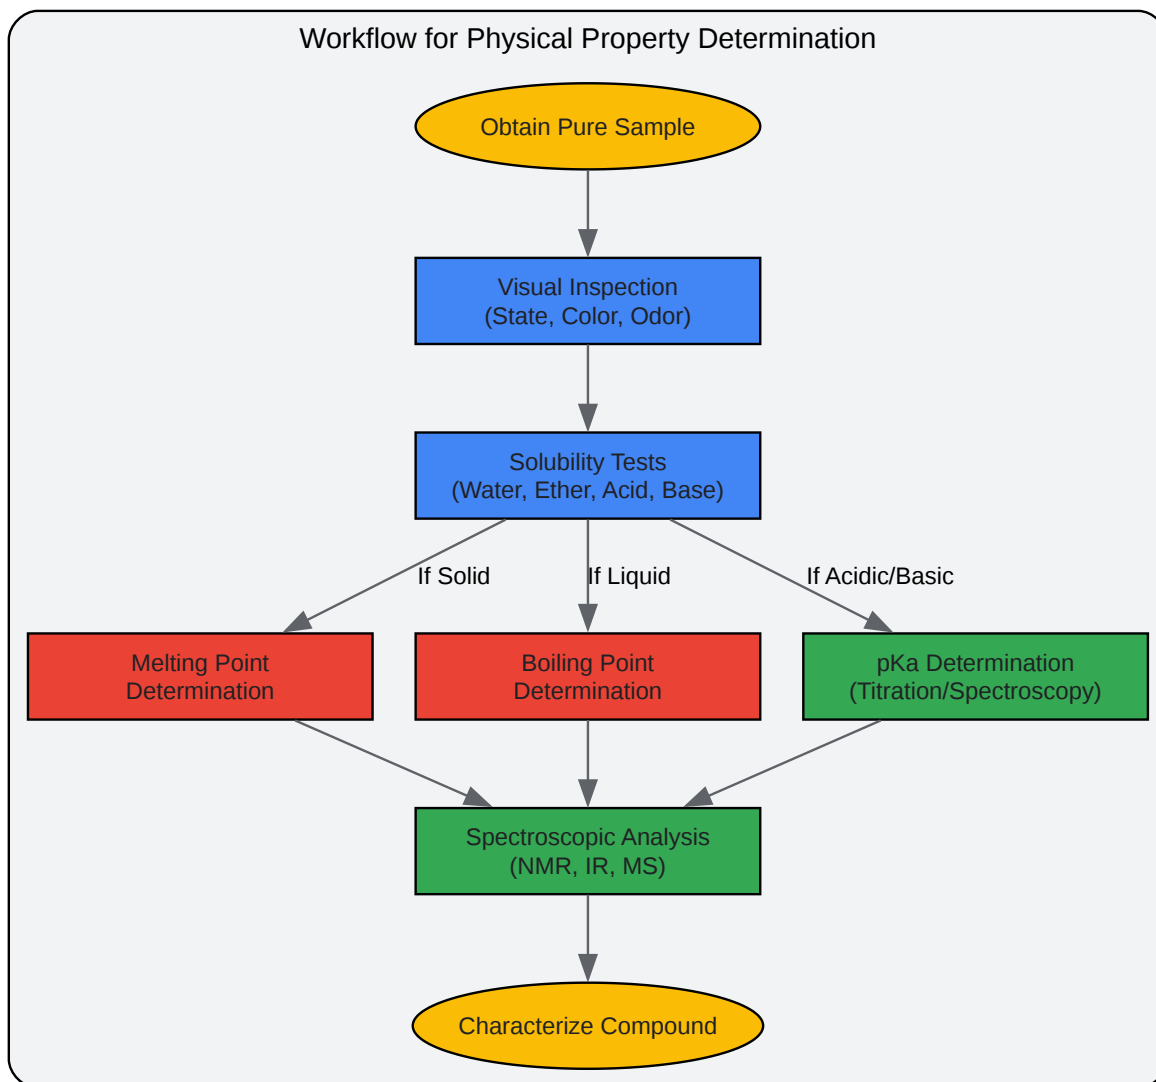 Workflow for Physical Property Determination
Obtain Pure Sample
Visual Inspection
(State, Color, Odor)
Solubility Tests
(Water, Ether, Acid, Base)
If Solid
If Liquid
If Acidic/Basic
Melting Point
Determination
Boiling Point
Determination
pKa Determination
(Titration/Spectroscopy)
Spectroscopic Analysis
(NMR, IR, MS)
Characterize Compound